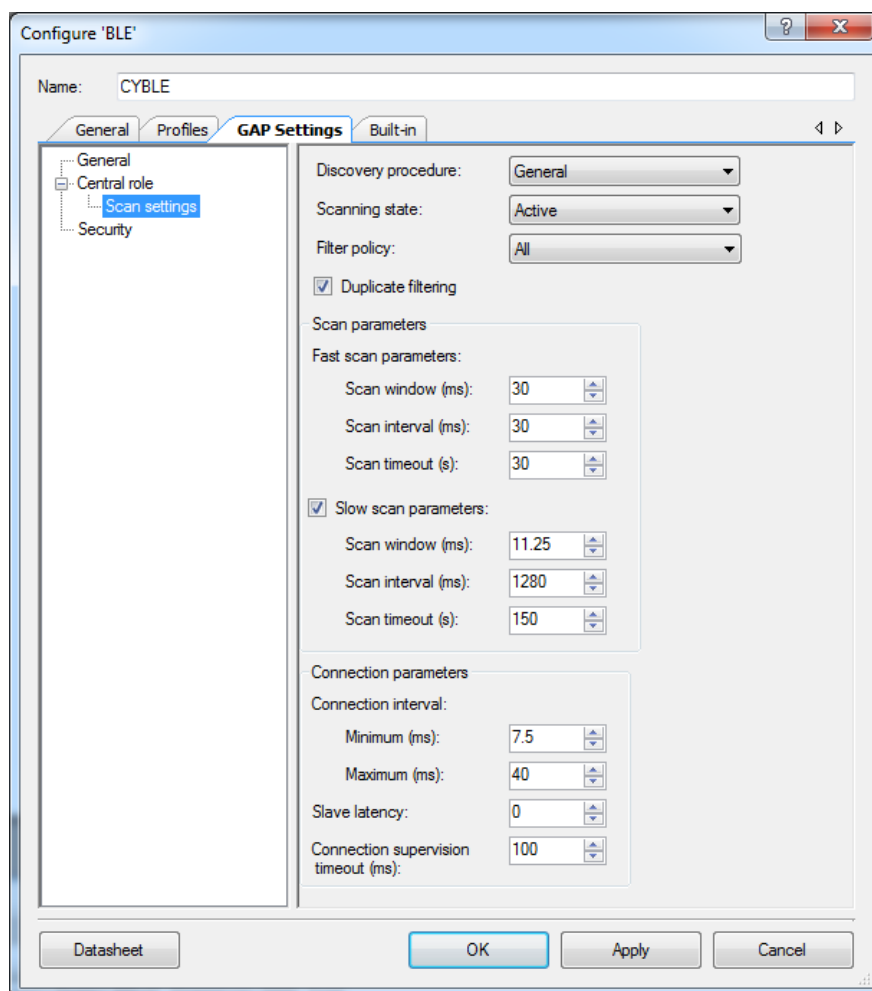 Configure 'BLE'
?
X
Name: CYBLE
General Profiles GAP Settings Built-in
General
Central role
Scan settings
Security
Discovery procedure: General
Scanning state: Active
Filter policy: All
Duplicate filtering
Scan parameters
Fast scan parameters:
Scan window (ms): 30
Scan interval (ms): 30
Scan timeout (s): 30
Slow scan parameters:
Scan window (ms): 11.25
Scan interval (ms): 1280
Scan timeout (s): 150
Connection parameters
Connection interval:
Minimum (ms): 7.5
Maximum (ms): 40
Slave latency: 0
Connection supervision 100
timeout (ms):
Datasheet OK Apply Cancel